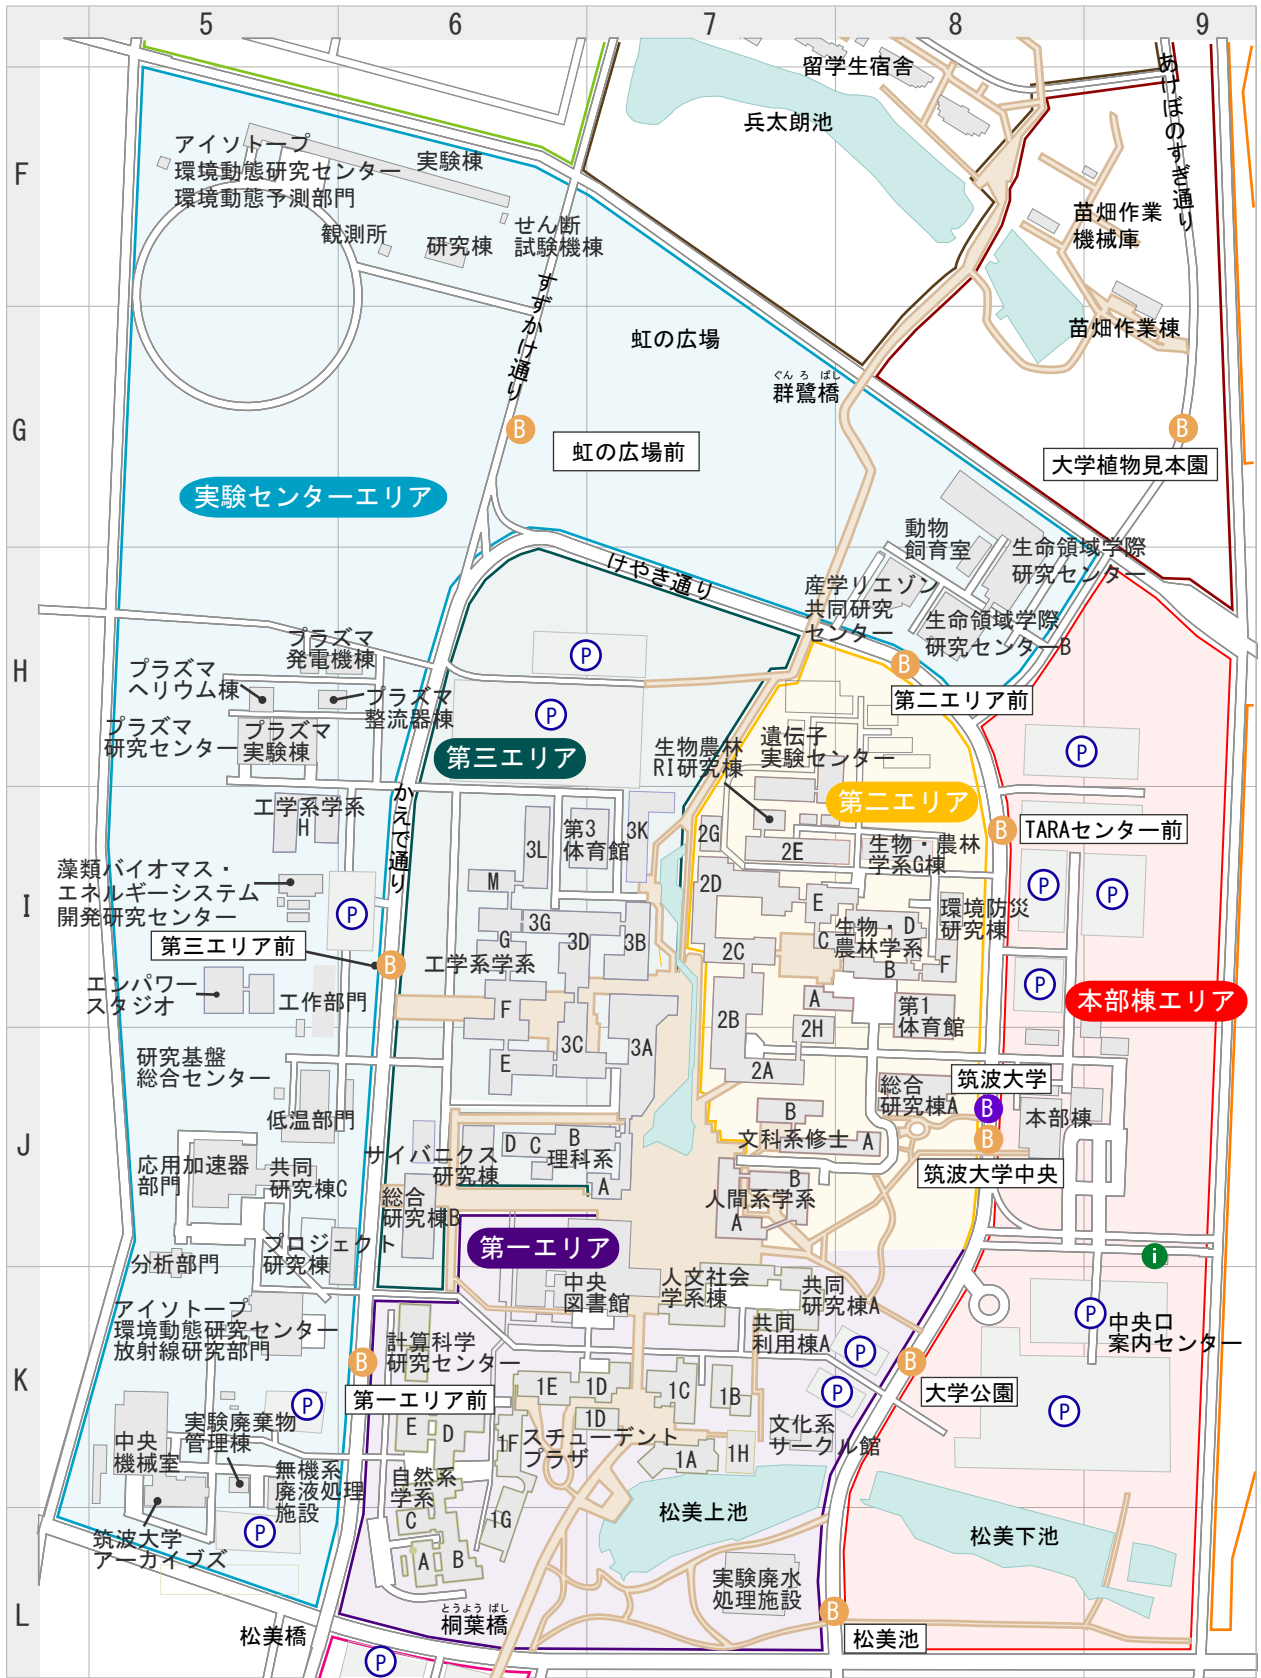 5
6
7
8
9
F
G
H
I
J
K
L
留学生宿舎
兵太朗池
あけぼのすぎ通り
アイソトープ
環境動態研究センター
環境動態予測部門
実験棟
観測所
研究棟
せん断
試験機棟
苗畑作業
機械庫
苗畑作業棟
すずかけ通り
虹の広場
ぐんろばし
群鷺橋
B
虹の広場前
B
大学植物見本園
実験センターエリア
動物
飼育室
生命領域学際
研究センター
けやき通り
産学リエゾン
共同研究
センター
生命領域学際
研究センターB
B
第二エリア前
プラズマ
発電機棟
プラズマ
ヘリウム棟
プラズマ
整流器棟
プラズマ
研究センター
プラズマ
実験棟
P
P
P
第三エリア
生物農林
RI研究棟
遺伝子
実験センター
第二エリア
かえで通り
工学系学系
H
3L
第3
体育館
3K
2G
2E
生物・農林
学系G棟
B
TARAセンター前
藻類バイオマス・
エネルギーシステム
開発研究センター
P
M
2D
E
P
P
第三エリア前
B
3G
G
3D
3B
工学系学系
2C
C
生物・D
農林学系
B
F
環境防災
研究棟
エンパワー
スタジオ
工作部門
F
A
2B
2H
第1
体育館
P
本部棟エリア
研究基盤
総合センター
E
3C
3A
2A
総合
研究棟A
筑波大学
B
B
本部棟
筑波大学中央
低温部門
応用加速器
部門
共同
研究棟C
サイバニクス
研究棟
D
C
B
理科系
A
B
文科系修士
A
総合
研究棟B
人間系学系
B
A
第一エリア
プロジェクト
研究棟
分析部門
i
中央口
案内センター
アイソトープ
環境動態研究センター
放射線研究部門
中央
図書館
人文社会
学系棟
共同
研究棟A
共同
利用棟A
P
P
計算科学
研究センター
B
第一エリア前
B
大学公園
1E
1D
1D
1C
1B
P
P
P
実験廃棄物
管理棟
中央
機械室
無機系
廃液処理
施設
筑波大学
アーカイブズ
P
E
D
1F
スチューデント
プラザ
1A
1H
文化系
サークル館
自然系
学系
C
A
B
1G
松美上池
松美下池
実験廃水
処理施設
とうようばし
桐葉橋
松美橋
B
松美池
P